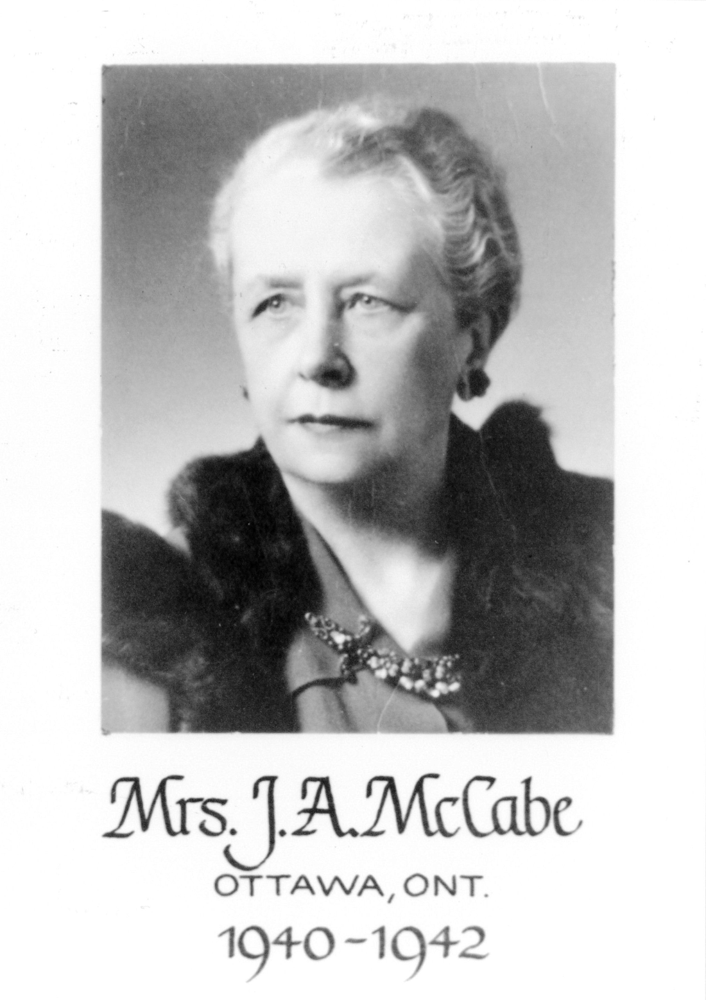 Mrs. J.A. McCabe
OTTAWA, ONT.
1940-1942